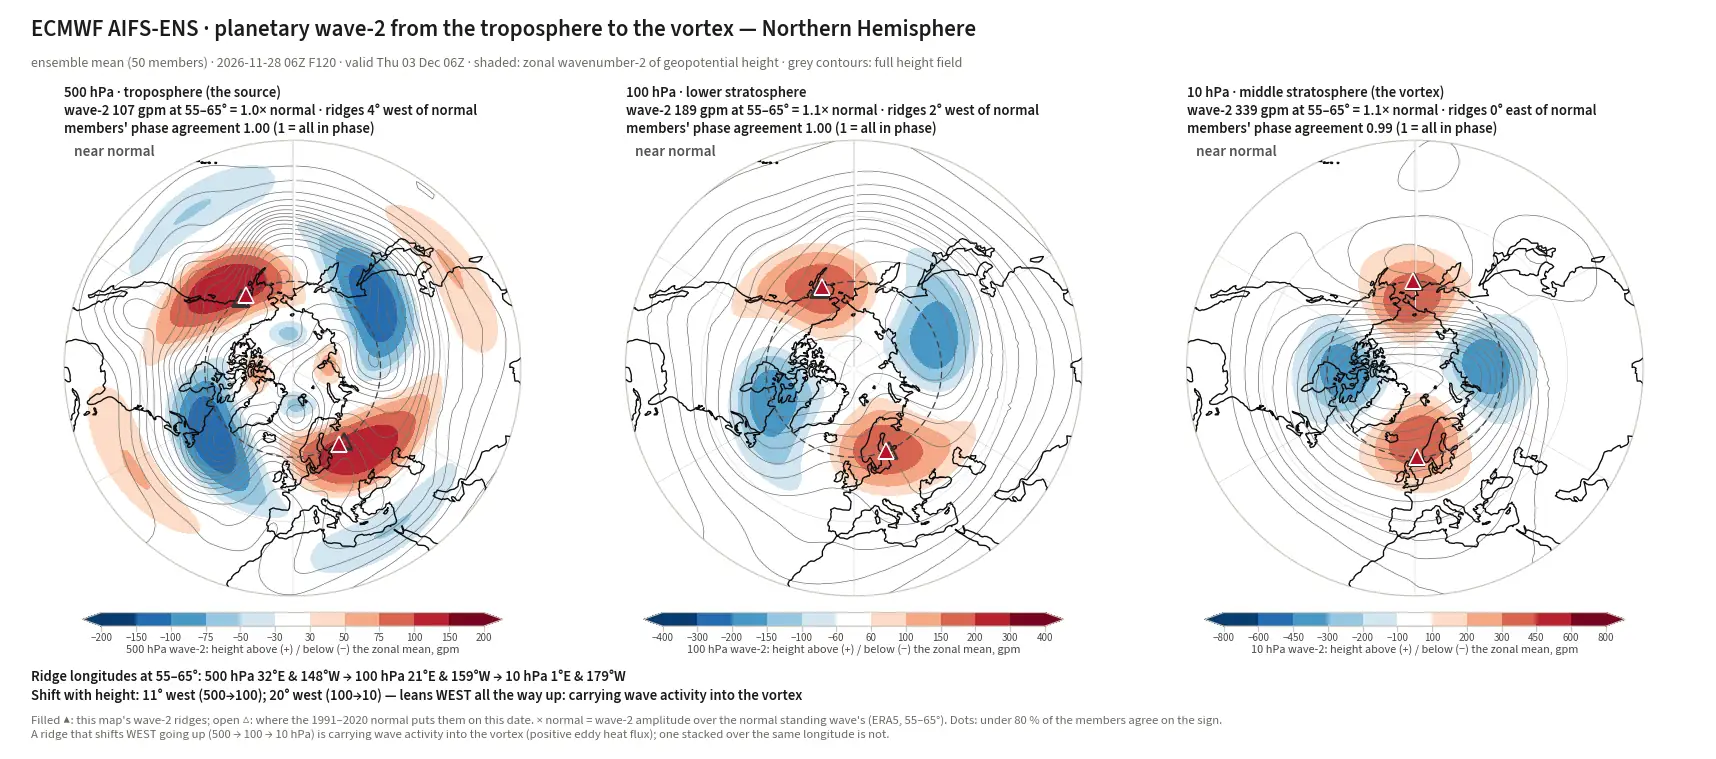 ECMWF AIFS-ENS · planetary wave-2 from the troposphere to the vortex — Northern Hemisphere
ensemble mean (50 members) · 2026-11-28 06Z F120 · valid Thu 03 Dec 06Z · shaded: zonal wavenumber-2 of geopotential height · grey contours: full height field
500 hPa · troposphere (the source)
wave-2 107 gpm at 55–65° = 1.0× normal · ridges 4° west of normal
members' phase agreement 1.00 (1 = all in phase)
near normal
100 hPa · lower stratosphere
wave-2 189 gpm at 55–65° = 1.1× normal · ridges 2° west of normal
members' phase agreement 1.00 (1 = all in phase)
near normal
10 hPa · middle stratosphere (the vortex)
wave-2 339 gpm at 55–65° = 1.1× normal · ridges 0° east of normal
members' phase agreement 0.99 (1 = all in phase)
near normal
−200 −150 −100 −75 −50 −30 30 50 75 100 150 200
500 hPa wave-2: height above (+) / below (−) the zonal mean, gpm
−400 −300 −200 −150 −100 −60 60 100 150 200 300 400
100 hPa wave-2: height above (+) / below (−) the zonal mean, gpm
−800 −600 −450 −300 −200 −100 100 200 300 450 600 800
10 hPa wave-2: height above (+) / below (−) the zonal mean, gpm
Ridge longitudes at 55–65°: 500 hPa 32°E & 148°W → 100 hPa 21°E & 159°W → 10 hPa 1°E & 179°W
Shift with height: 11° west (500→100); 20° west (100→10) — leans WEST all the way up: carrying wave activity into the vortex
Filled ▲: this map's wave-2 ridges; open △: where the 1991–2020 normal puts them on this date. × normal = wave-2 amplitude over the normal standing wave's (ERA5, 55–65°). Dots: under 80 % of the members agree on the sign.
A ridge that shifts WEST going up (500 → 100 → 10 hPa) is carrying wave activity into the vortex (positive eddy heat flux); one stacked over the same longitude is not.